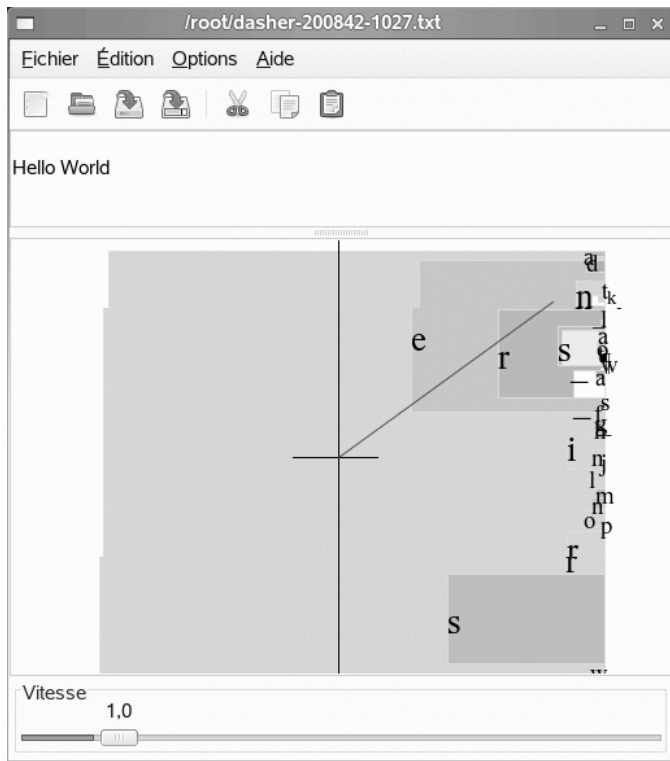 /root/dasher-200842-1027.txt
Fichier Édition Options Aide
Hello World
a
d
n
t
k
_
l
e
r
s
a
o
w
a
s
f
g
h
i
n
j
l
m
n
o
p
r
f
s
w
Vitesse
1,0